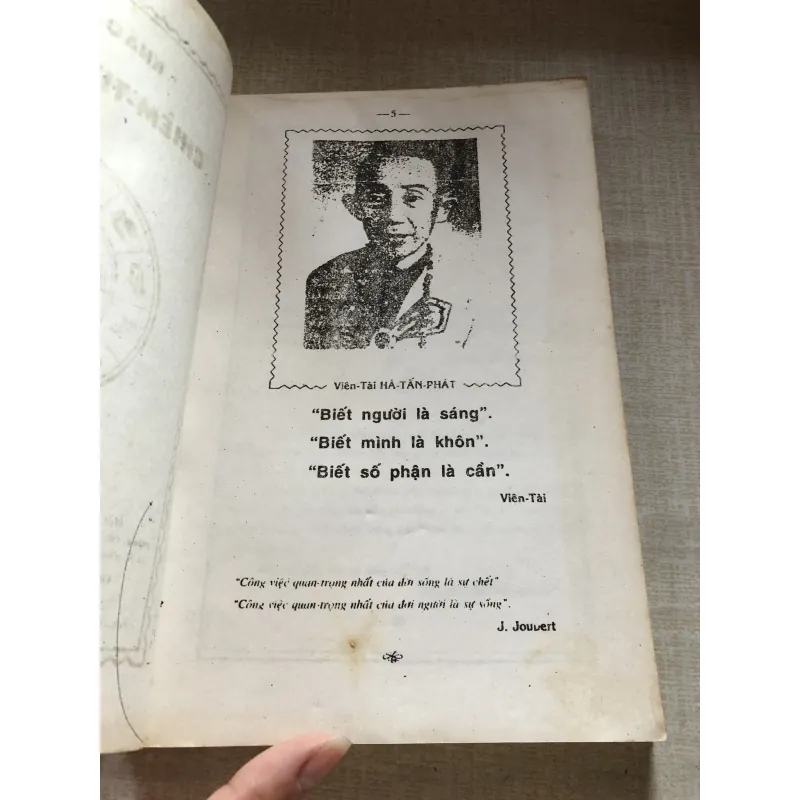 —5—
Viên-Tài HÀ-TẤN-PHÁT
“Biết người là sáng”.
“Biết mình là khôn”.
“Biết số phận là cần”.
Viên-Tài
"Công việc quan-trọng nhất của đời sống là sự chết"
"Công việc quan-trọng nhất của đời người là sự sống".
J. Joubert